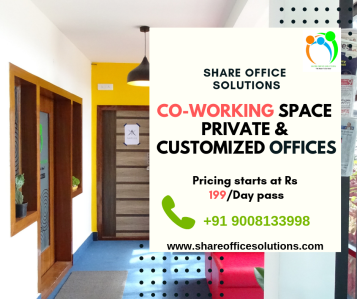 SHARE OFFICE
SOLUTIONS
CO-WORKING SPACE
PRIVATE &
CUSTOMIZED OFFICES
Pricing starts at Rs
199/Day pass
+91 9008133998
www.shareofficesolutions.com